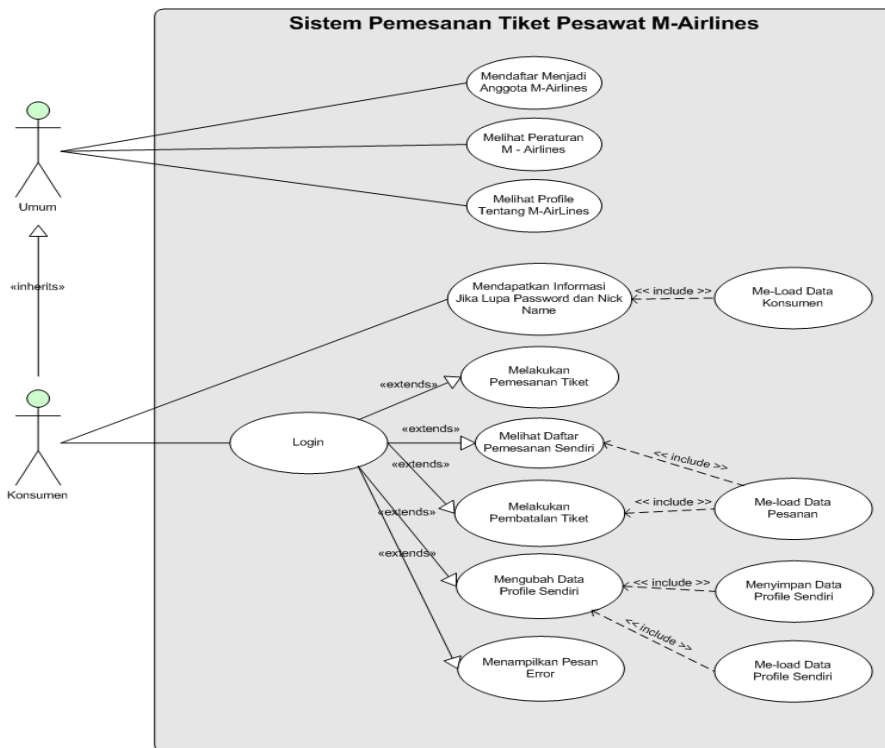 Sistem Pemesanan Tiket Pesawat M-Airlines
Mendaftar Menjadi
Anggota M-Airlines
Melihat Peraturan
M - Airlines
Melihat Profile
Tentang M-AirLines
Umum
«inherits»
Mendapatkan Informasi
Jika Lupa Password dan Nick
Name
<< include >>
Me-Load Data
Konsumen
Melakukan
Pemesanan Tiket
«extends»
Konsumen
Login
«extends»
Melihat Daftar
Pemesanan Sendiri
<< include >>
«extends»
Melakukan
Pembatalan Tiket
<< include >>
Me-load Data
Pesanan
«extends»
Mengubah Data
Profile Sendiri
<< include >>
Menyimpan Data
Profile Sendiri
«extends»
<< include >>
Menampilkan Pesan
Error
Me-load Data
Profile Sendiri